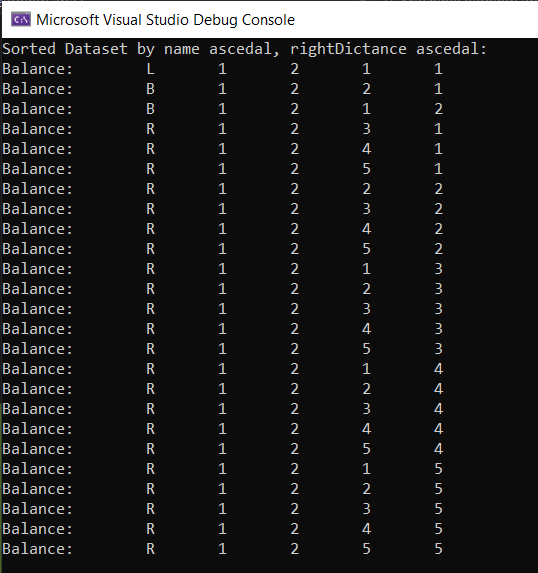 Microsoft Visual Studio Debug Console
Sorted Dataset by name ascedal, rightDistance ascedal:
Balance: L 1 2 1 1
Balance: B 1 2 2 1
Balance: B 1 2 1 2
Balance: R 1 2 3 1
Balance: R 1 2 4 1
Balance: R 1 2 5 1
Balance: R 1 2 2 2
Balance: R 1 2 3 2
Balance: R 1 2 4 2
Balance: R 1 2 5 2
Balance: R 1 2 1 3
Balance: R 1 2 2 3
Balance: R 1 2 3 3
Balance: R 1 2 4 3
Balance: R 1 2 5 3
Balance: R 1 2 1 4
Balance: R 1 2 2 4
Balance: R 1 2 3 4
Balance: R 1 2 4 4
Balance: R 1 2 5 4
Balance: R 1 2 1 5
Balance: R 1 2 2 5
Balance: R 1 2 3 5
Balance: R 1 2 4 5
Balance: R 1 2 5 5